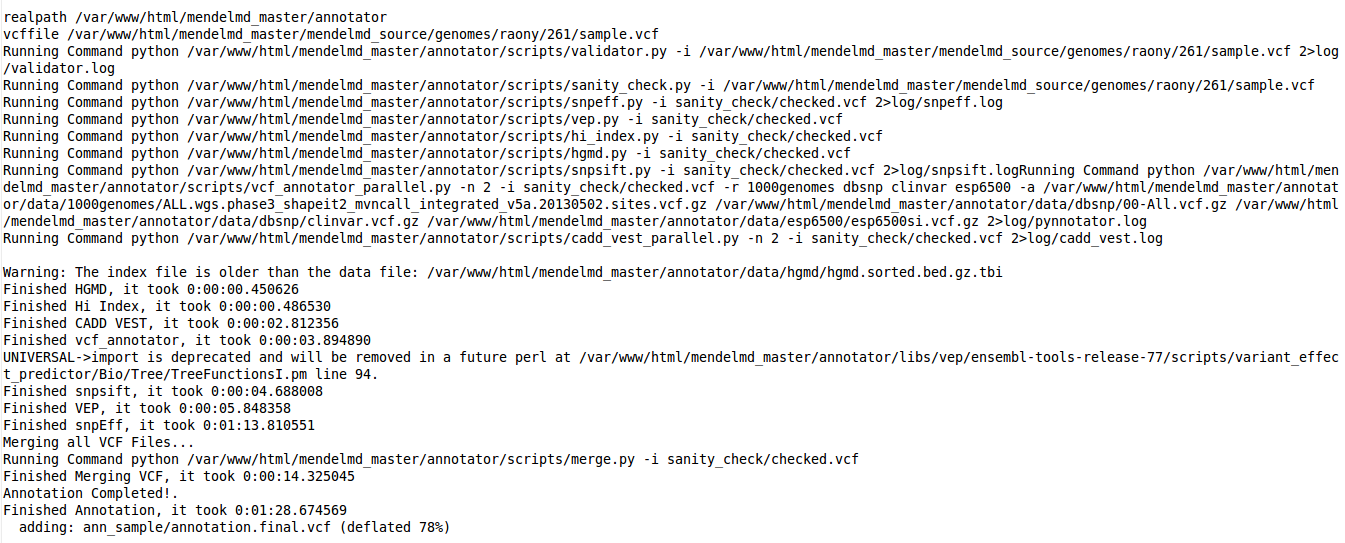 realpath /var/www/html/mendelmd_master/annotator
vcffile /var/www/html/mendelmd_master/mendelmd_source/genomes/raony/261/sample.vcf
Running Command python /var/www/html/mendelmd_master/annotator/scripts/validator.py -i /var/www/html/mendelmd_master/mendelmd_source/genomes/raony/261/sample.vcf 2>log
/validator.log
Running Command python /var/www/html/mendelmd_master/annotator/scripts/sanity_check.py -i /var/www/html/mendelmd_master/mendelmd_source/genomes/raony/261/sample.vcf
Running Command python /var/www/html/mendelmd_master/annotator/scripts/snpeff.py -i sanity_check/checked.vcf 2>log/snpeff.log
Running Command python /var/www/html/mendelmd_master/annotator/scripts/vep.py -i sanity_check/checked.vcf
Running Command python /var/www/html/mendelmd_master/annotator/scripts/hi_index.py -i sanity_check/checked.vcf
Running Command python /var/www/html/mendelmd_master/annotator/scripts/hgmd.py -i sanity_check/checked.vcf
Running Command python /var/www/html/mendelmd_master/annotator/scripts/snpsift.py -i sanity_check/checked.vcf 2>log/snpsift.logRunning Command python /var/www/html/men
delmd_master/annotator/scripts/vcf_annotator_parallel.py -n 2 -i sanity_check/checked.vcf -r 1000genomes dbsnp clinvar esp6500 -a /var/www/html/mendelmd_master/annotat
or/data/1000genomes/ALL.wgs.phase3_shapeit2_mvncall_integrated_v5a.20130502.sites.vcf.gz /var/www/html/mendelmd_master/annotator/data/dbsnp/00-All.vcf.gz /var/www/html
/mendelmd_master/annotator/data/dbsnp/clinvar.vcf.gz /var/www/html/mendelmd_master/annotator/data/esp6500/esp6500si.vcf.gz 2>log/pynnotator.log
Running Command python /var/www/html/mendelmd_master/annotator/scripts/cadd_vest_parallel.py -n 2 -i sanity_check/checked.vcf 2>log/cadd_vest.log
Warning: The index file is older than the data file: /var/www/html/mendelmd_master/annotator/data/hgmd/hgmd.sorted.bed.gz.tbi
Finished HGMD, it took 0:00:00.450626
Finished Hi Index, it took 0:00:00.486530
Finished CADD VEST, it took 0:00:02.812356
Finished vcf_annotator, it took 0:00:03.894890
UNIVERSAL->import is deprecated and will be removed in a future perl at /var/www/html/mendelmd_master/annotator/libs/vep/ensembl-tools-release-77/scripts/variant_effec
t_predictor/Bio/Tree/TreeFunctionsI.pm line 94.
Finished snpsift, it took 0:00:04.688008
Finished VEP, it took 0:00:05.848358
Finished snpEff, it took 0:01:13.810551
Merging all VCF Files...
Running Command python /var/www/html/mendelmd_master/annotator/scripts/merge.py -i sanity_check/checked.vcf
Finished Merging VCF, it took 0:00:14.325045
Annotation Completed!.
Finished Annotation, it took 0:01:28.674569
adding: ann_sample/annotation.final.vcf (deflated 78%)